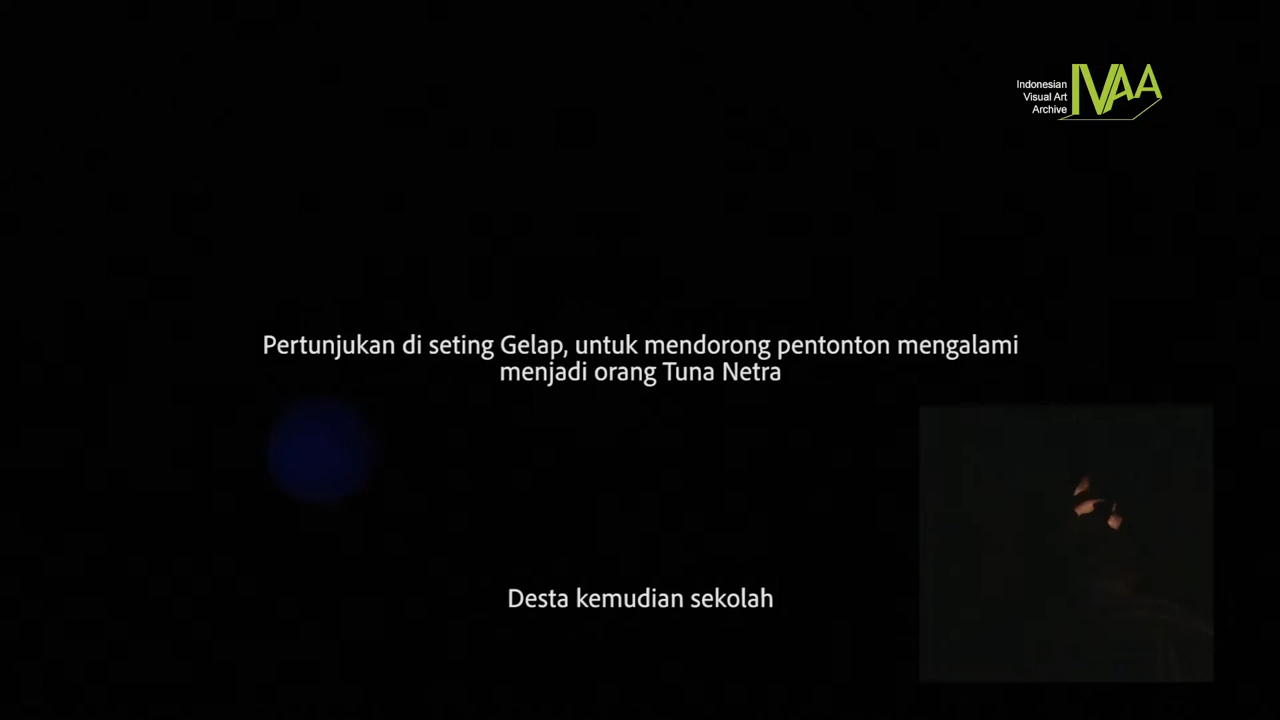 Indonesian
Visual Art
Archive
IVAA
Pertunjukan di seting Gelap, untuk mendorong pentonton mengalami
menjadi orang Tuna Netra
Desta kemudian sekolah